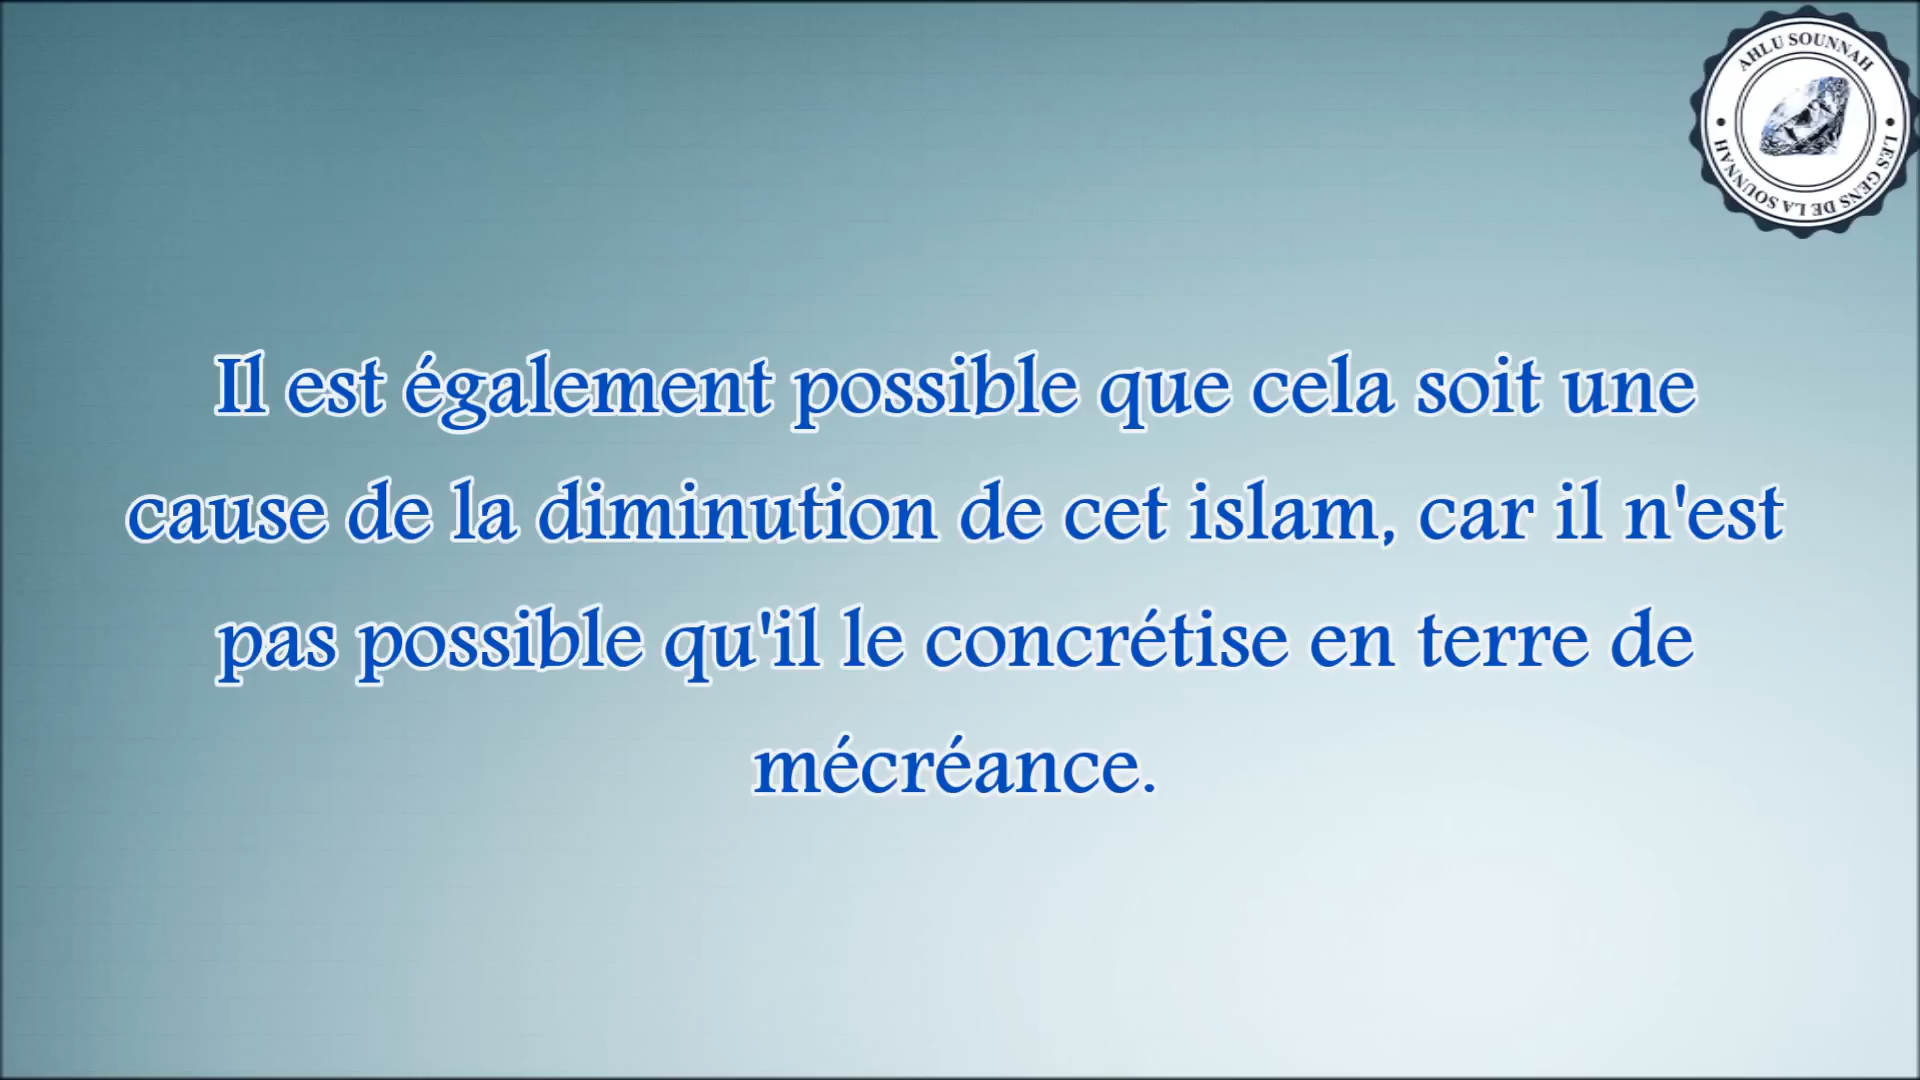 AHLU SOUNNAH
LES GENS DE LA SOUNNAH
Il est également possible que cela soit une
cause de la diminution de cet islam, car il n'est
pas possible qu'il le concrétise en terre de
mécréance.